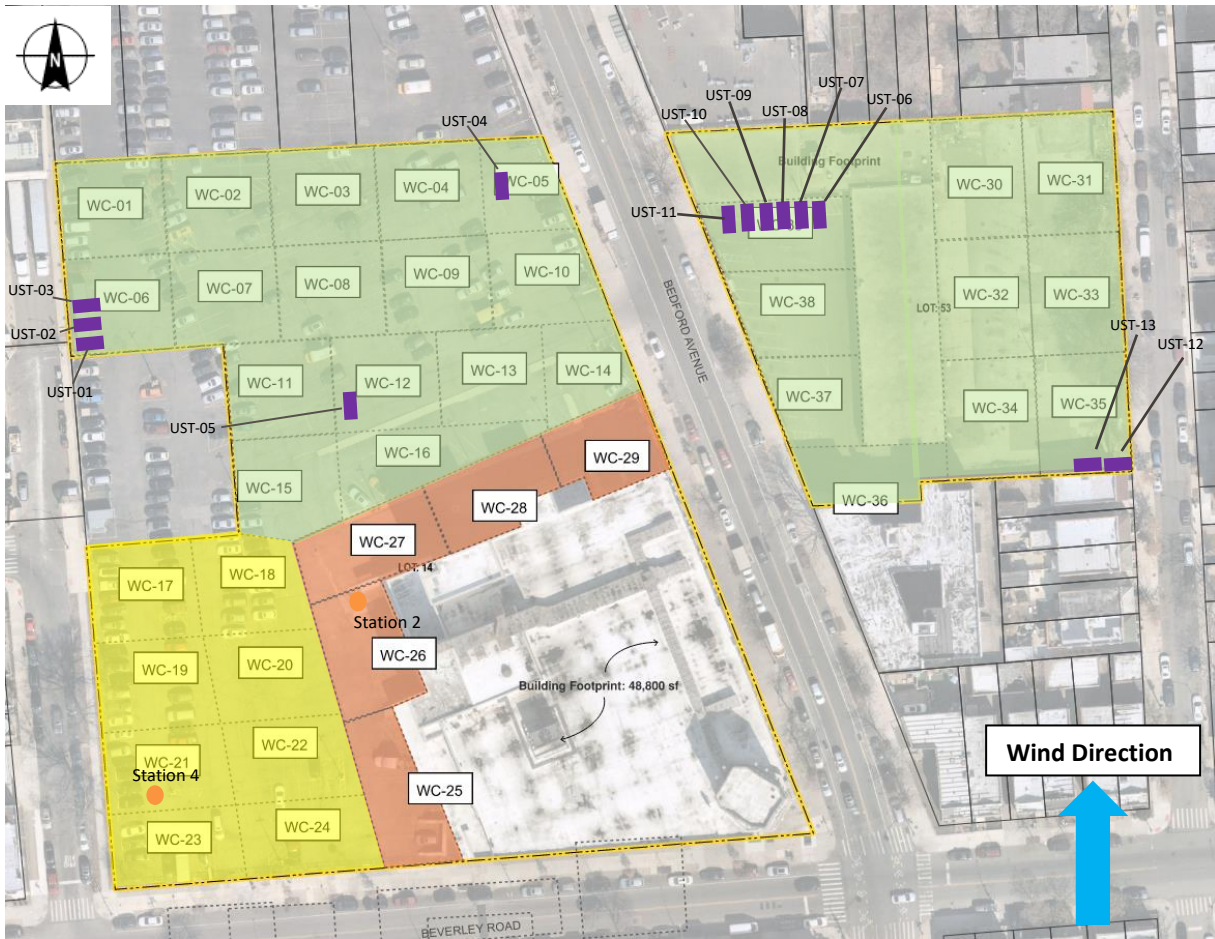 N
UST-07
UST-09
UST-08
UST-06
UST-10
UST-04
Building Footprint
WC-01
WC-02
WC-03
WC-04
WC-05
WC-30
WC-31
UST-11
WC-06
WC-07
WC-08
WC-09
WC-10
UST-03
UST-02
UST-01
BEDFORD AVENUE
WC-38
LOT: 53
WC-32
WC-33
UST-13
UST-12
WC-11
WC-12
WC-13
WC-14
UST-05
WC-37
WC-34
WC-35
WC-15
WC-16
WC-29
WC-28
WC-36
WC-27
LOT: 14
WC-17
WC-18
Station 2
WC-26
WC-19
WC-20
Building Footprint: 48,800 sf
WC-21
WC-22
Station 4
WC-25
WC-23
WC-24
Wind Direction
BEVERLEY ROAD